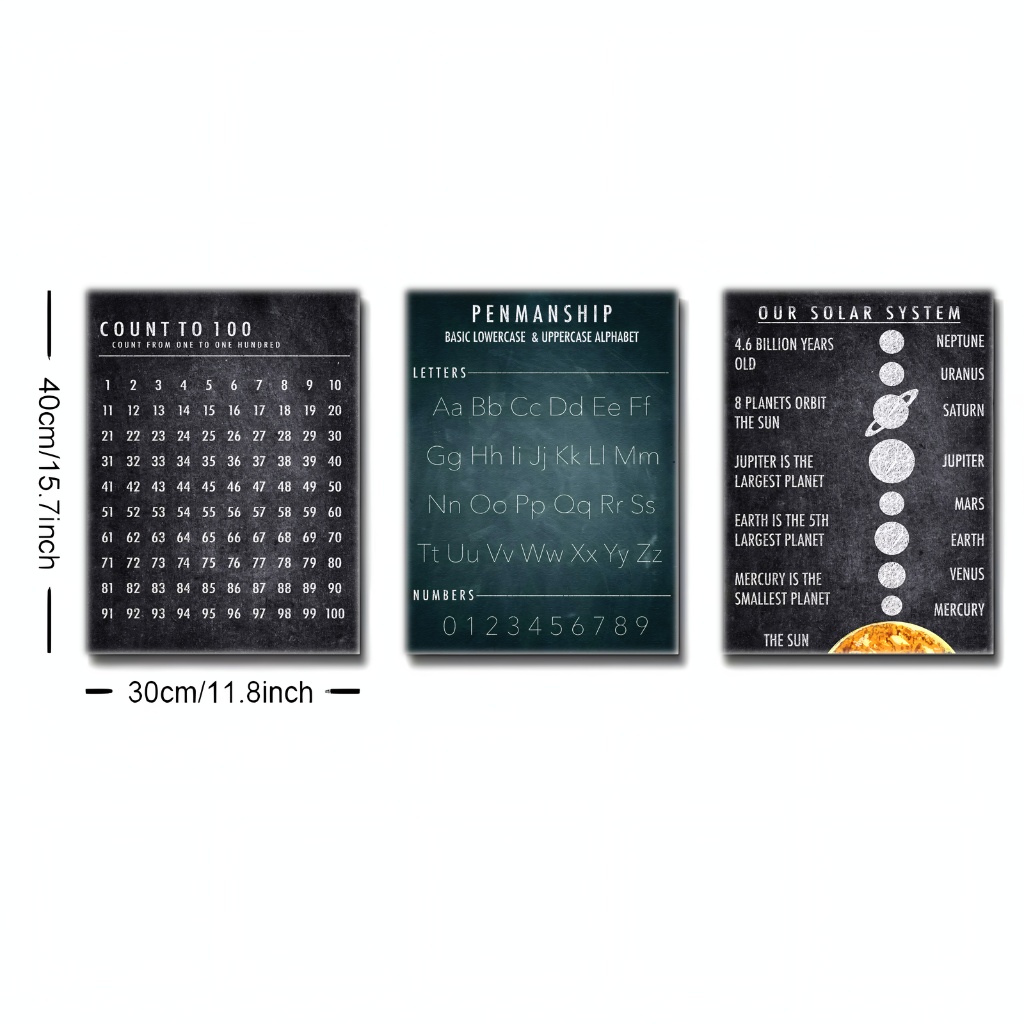 40cm/15.7inch
30cm/11.8inch
COUNT TO 100
COUNT FROM ONE TO ONE HUNDRED
1 2 3 4 5 6 7 8 9 10
11 12 13 14 15 16 17 18 19 20
21 22 23 24 25 26 27 28 29 30
31 32 33 34 35 36 37 38 39 40
41 42 43 44 45 46 47 48 49 50
51 52 53 54 55 56 57 58 59 60
61 62 63 64 65 66 67 68 69 70
71 72 73 74 75 76 77 78 79 80
81 82 83 84 85 86 87 88 89 90
91 92 93 94 95 96 97 98 99 100
PENMANSHIP
BASIC LOWERCASE & UPPERCASE ALPHABET
LETTERS
Aa Bb Cc Dd Ee Ff
Gg Hh Ii Jj Kk Ll Mm
Nn Oo Pp Qq Rr Ss
Tt Uu Vv Ww Xx Yy Zz
NUMBERS
0 1 2 3 4 5 6 7 8 9
OUR SOLAR SYSTEM
4.6 BILLION YEARS
OLD
8 PLANETS ORBIT
THE SUN
JUPITER IS THE
LARGEST PLANET
EARTH IS THE 5TH
LARGEST PLANET
MERCURY IS THE
SMALLEST PLANET
THE SUN
NEPTUNE
URANUS
SATURN
JUPITER
MARS
EARTH
VENUS
MERCURY